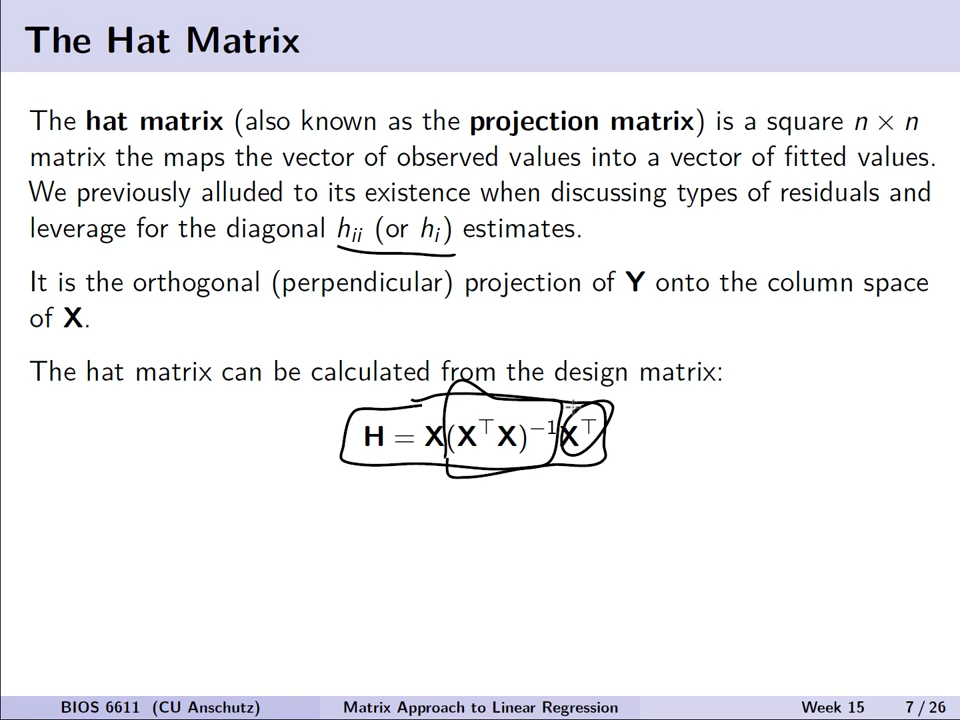 The Hat Matrix
The hat matrix (also known as the projection matrix) is a square n × n
matrix the maps the vector of observed values into a vector of fitted values.
We previously alluded to its existence when discussing types of residuals and
leverage for the diagonal hᵢᵢ (or hᵢ) estimates.
It is the orthogonal (perpendicular) projection of Y onto the column space
of X.
The hat matrix can be calculated from the design matrix:
H = X(X⊤X)⁻¹X⊤
BIOS 6611 (CU Anschutz) Matrix Approach to Linear Regression Week 15 7 / 26